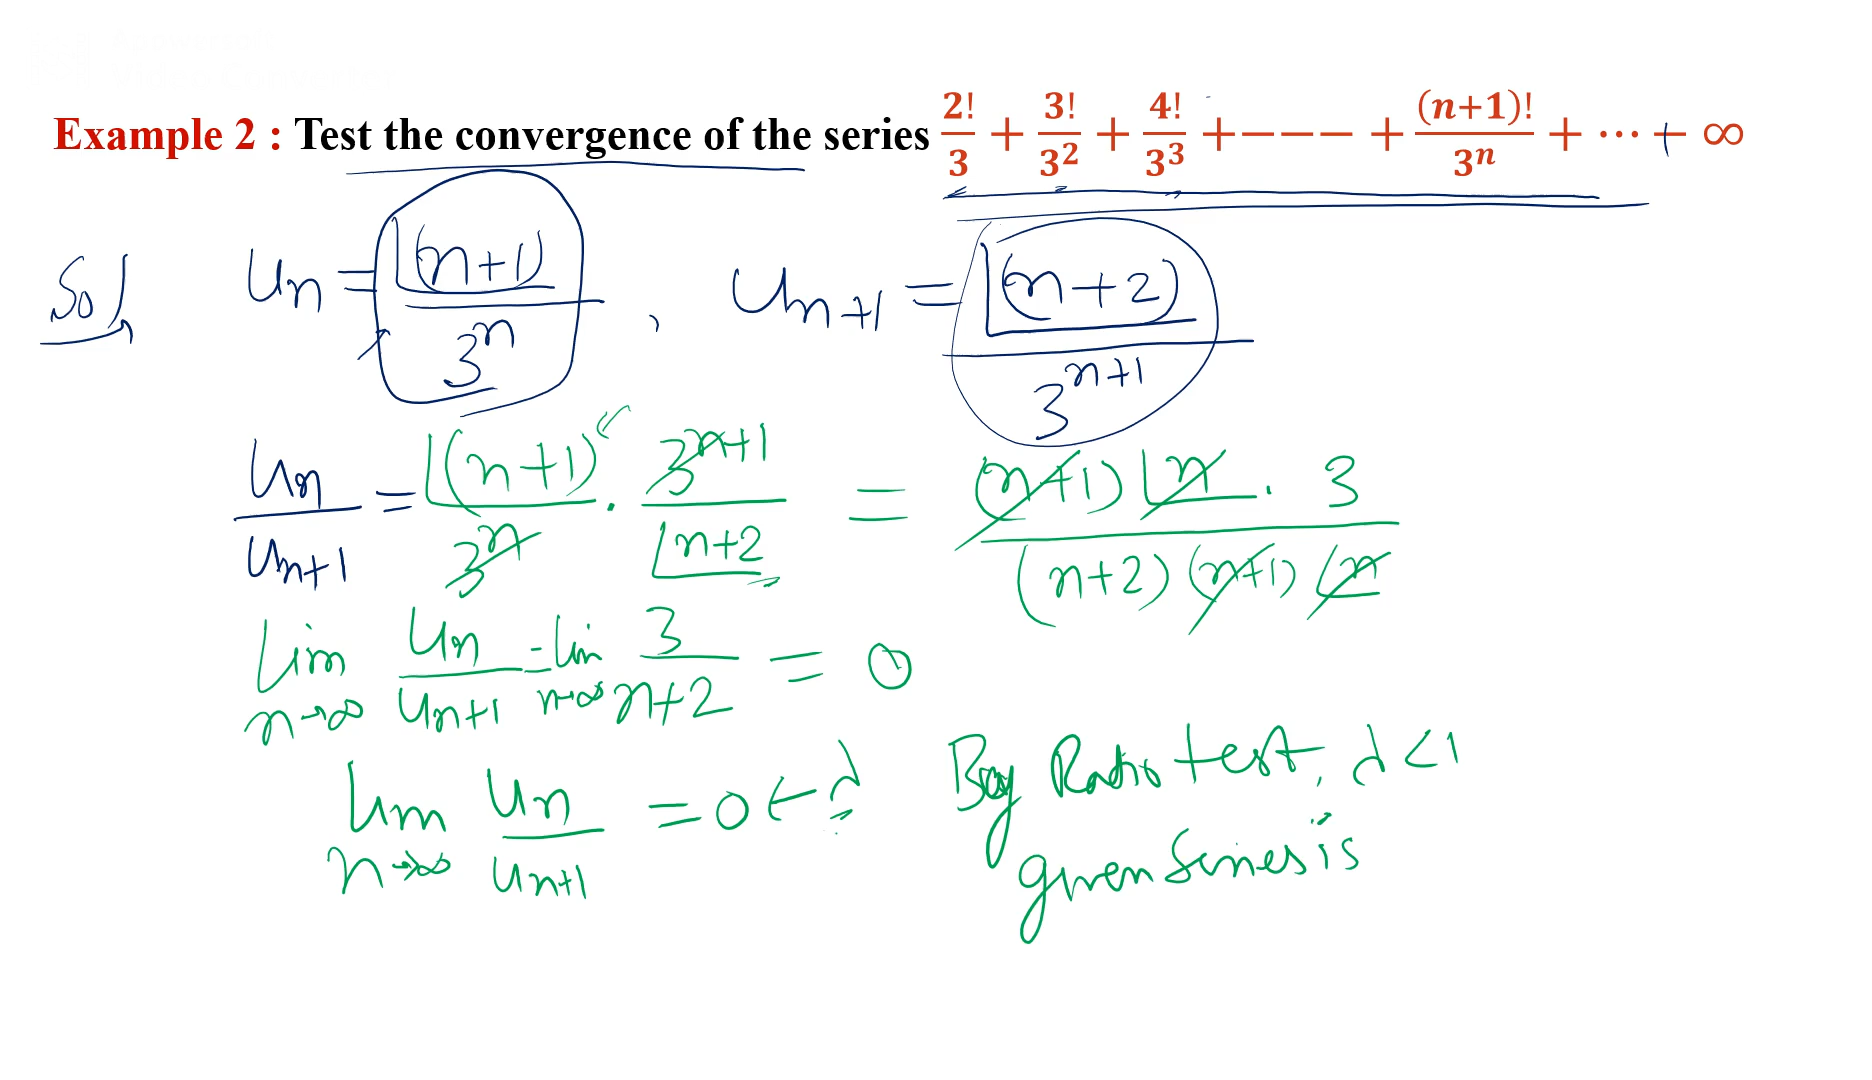 Example 2 : Test the convergence of the series 2!/3 + 3!/3² + 4!/3³ +――― + (n+1)!/3ⁿ + ⋯ + ∞
Sol uₙ = |(n+1) / 3ⁿ , uₙ₊₁ = |(n+2) / 3ⁿ⁺¹
uₙ/uₙ₊₁ = |(n+1) / 3ⁿ . 3ⁿ⁺¹ / |n+2 = (n+1) |n . 3 / (n+2) (n+1) |n
Lim n→∞ uₙ/uₙ₊₁ = lim n→∞ 3/n+2 = 0
Lim n→∞ uₙ/uₙ₊₁ = 0 ← λ By Ratio test, λ < 1
given series is